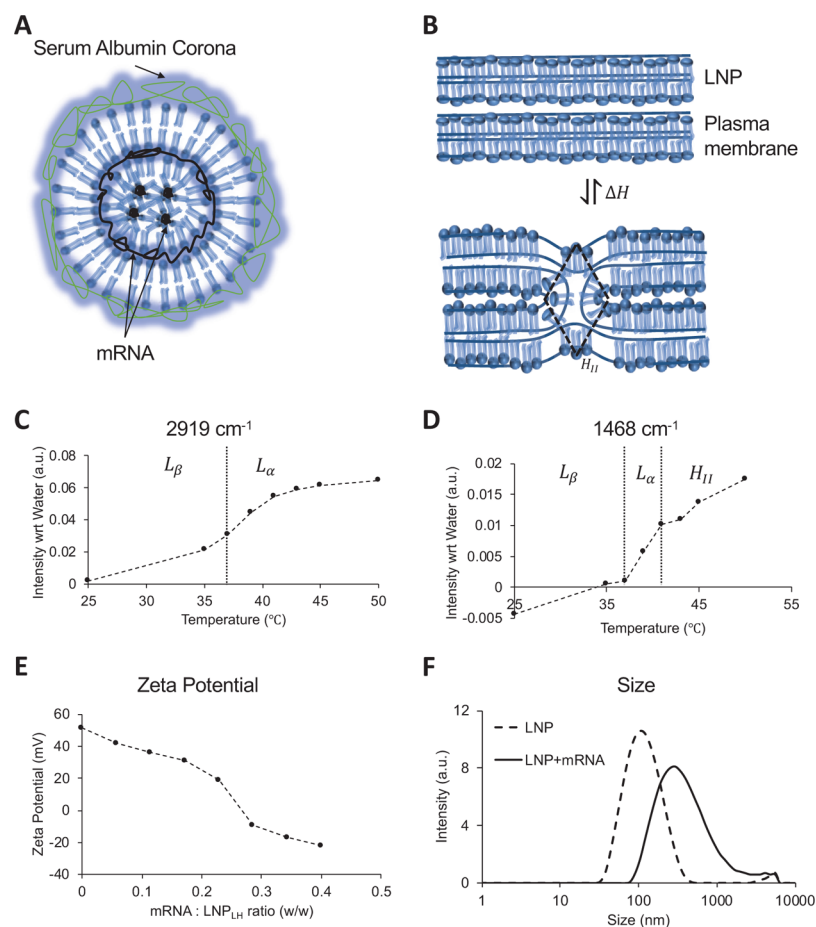 A
Serum Albumin Corona
mRNA
B
LNP
Plasma
membrane
ΔH
H_II
C
2919 cm⁻¹
L_β
L_α
Intensity wrt Water (a.u.)
0.08
0.06
0.04
0.02
0
25
30
35
40
45
50
Temperature (℃)
D
1468 cm⁻¹
L_β
L_α
H_II
Intensity wrt Water (a.u.)
0.02
0.015
0.01
0.005
0
-0.005
25
35
45
55
Temperature (℃)
E
Zeta Potential
Zeta Potential (mV)
60
40
20
0
-20
-40
0
0.1
0.2
0.3
0.4
0.5
mRNA : LNP_LH ratio (w/w)
F
Size
LNP
LNP+mRNA
Intensity (a.u.)
12
8
4
0
1
10
100
1000
10000
Size (nm)